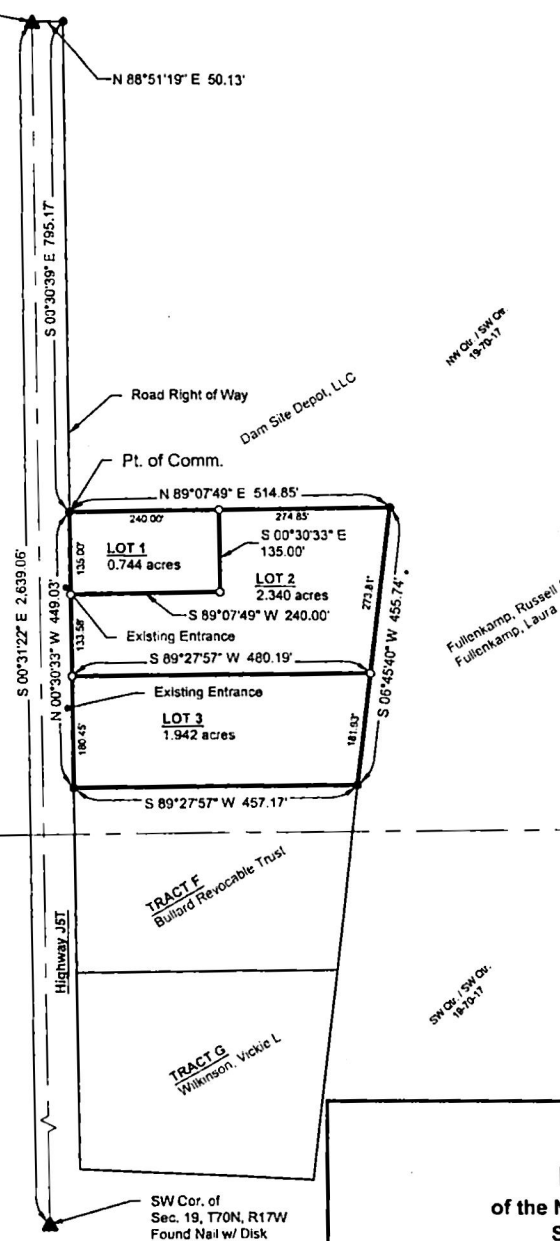 N 88°51'19" E 50.13'
S 00°30'39" E 795.17'
NW Qtr. / SW Qtr.
19-70-17
Road Right of Way
Dam Site Depot, LLC
Pt. of Comm.
N 89°07'49" E 514.85'
240.00'
274.85'
135.00'
LOT 1
0.744 acres
S 00°30'33" E
135.00'
LOT 2
2.340 acres
273.81'
S 89°07'49" W 240.00'
Existing Entrance
133.58'
S 89°27'57" W 480.19'
S 00°31'22" E 2,639.06'
N 00°30'33" W 449.03'
S 06°45'40" W 455.74'
Fullenkamp, Russell
Fullenkamp, Laura
Existing Entrance
LOT 3
1.942 acres
180.45'
181.93'
S 89°27'57" W 457.17'
TRACT F
Bullard Revocable Trust
Highway J5T
SW Qtr. / SW Qtr.
19-70-17
TRACT G
Wilkinson, Vickie L
SW Cor. of
Sec. 19, T70N, R17W
Found Nail w/ Disk
of the